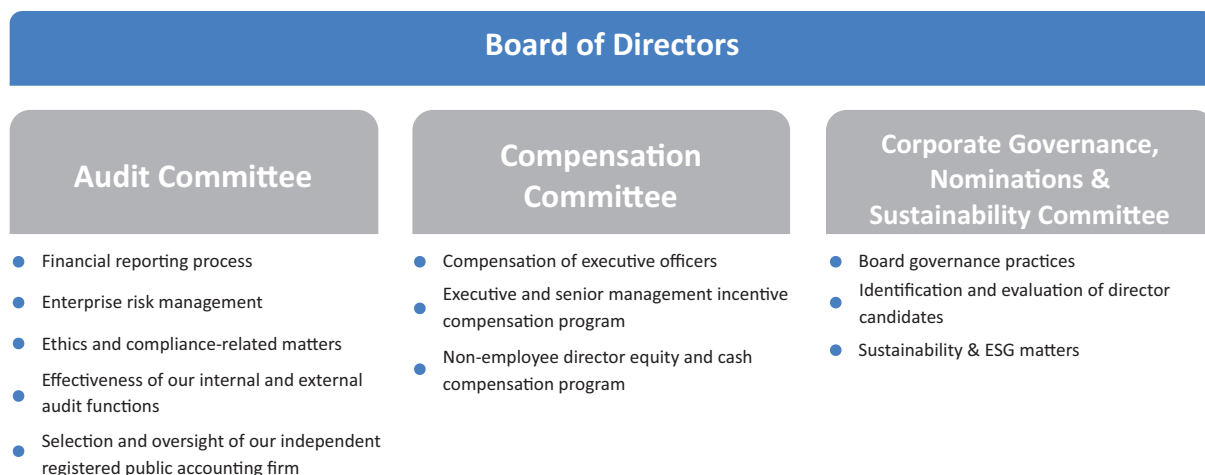 Board of Directors
Audit Committee
Financial reporting process
Enterprise risk management
Ethics and compliance-related matters
Effectiveness of our internal and external
audit functions
Selection and oversight of our independent
registered public accounting firm
Compensation
Committee
Compensation of executive officers
Executive and senior management incentive
compensation program
Non-employee director equity and cash
compensation program
Corporate Governance,
Nominations &
Sustainability Committee
Board governance practices
Identification and evaluation of director
candidates
Sustainability & ESG matters